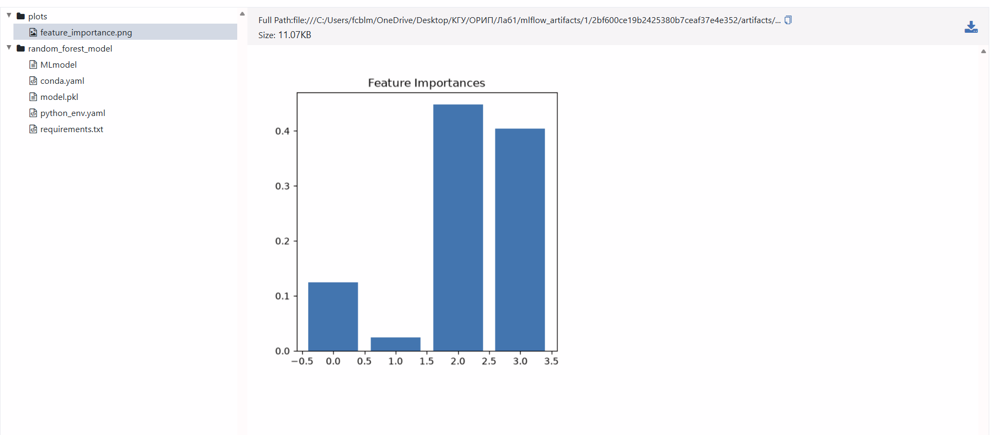 plots
feature_importance.png
random_forest_model
MLmodel
conda.yaml
model.pkl
python_env.yaml
requirements.txt
Full Path:file:///C:/Users/fcblm/OneDrive/Desktop/КГУ/ОРИП/Лаб1/mlflow_artifacts/1/2bf600ce19b2425380b7ceaf37e4e352/artifacts/...
Size: 11.07KB
Feature Importances
0.4
0.3
0.2
0.1
0.0
−0.5 0.0 0.5 1.0 1.5 2.0 2.5 3.0 3.5